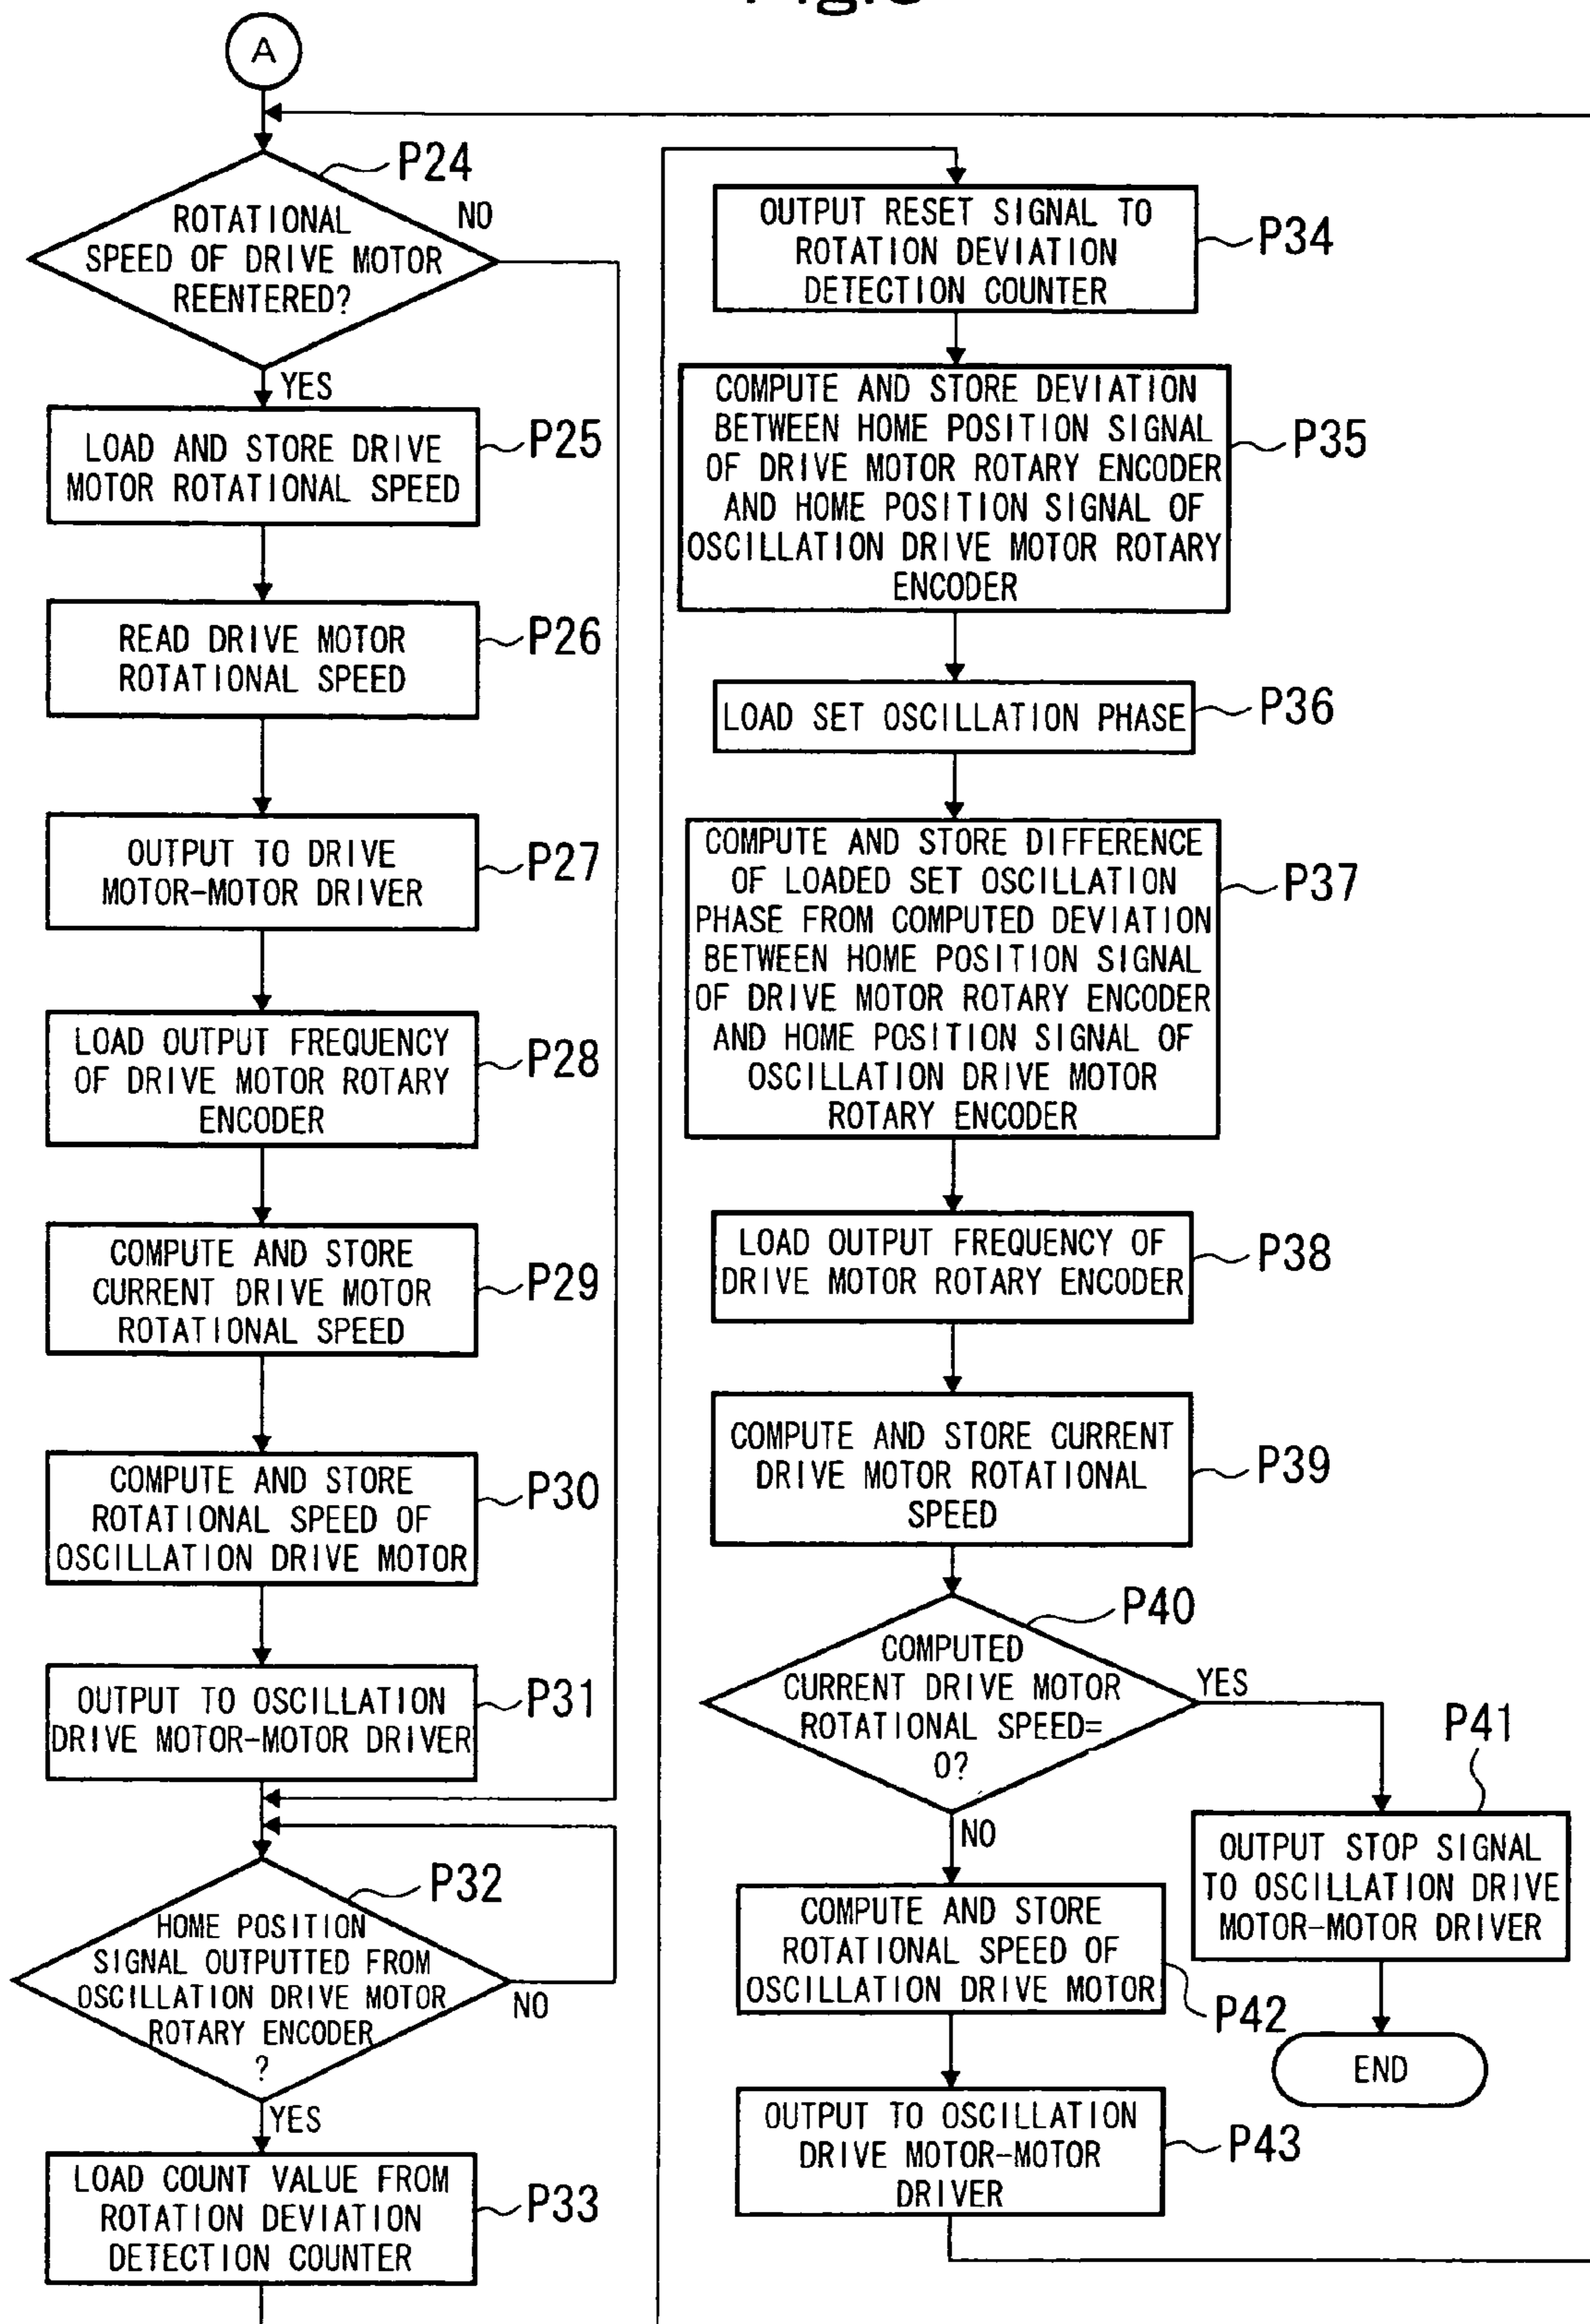 A
P24
ROTATIONAL
SPEED OF DRIVE MOTOR
REENTERED?
NO
YES
LOAD AND STORE DRIVE
MOTOR ROTATIONAL SPEED
P25
READ DRIVE MOTOR
ROTATIONAL SPEED
P26
OUTPUT TO DRIVE
MOTOR-MOTOR DRIVER
P27
LOAD OUTPUT FREQUENCY
OF DRIVE MOTOR ROTARY
ENCODER
P28
COMPUTE AND STORE
CURRENT DRIVE MOTOR
ROTATIONAL SPEED
P29
COMPUTE AND STORE
ROTATIONAL SPEED OF
OSCILLATION DRIVE MOTOR
P30
OUTPUT TO OSCILLATION
DRIVE MOTOR-MOTOR DRIVER
P31
P32
HOME POSITION
SIGNAL OUTPUTTED FROM
OSCILLATION DRIVE MOTOR
ROTARY ENCODER
?
NO
YES
LOAD COUNT VALUE FROM
ROTATION DEVIATION
DETECTION COUNTER
P33
OUTPUT RESET SIGNAL TO
ROTATION DEVIATION
DETECTION COUNTER
P34
COMPUTE AND STORE DEVIATION
BETWEEN HOME POSITION SIGNAL
OF DRIVE MOTOR ROTARY ENCODER
AND HOME POSITION SIGNAL OF
OSCILLATION DRIVE MOTOR ROTARY
ENCODER
P35
LOAD SET OSCILLATION PHASE
P36
COMPUTE AND STORE DIFFERENCE
OF LOADED SET OSCILLATION
PHASE FROM COMPUTED DEVIATION
BETWEEN HOME POSITION SIGNAL
OF DRIVE MOTOR ROTARY ENCODER
AND HOME POSITION SIGNAL OF
OSCILLATION DRIVE MOTOR
ROTARY ENCODER
P37
LOAD OUTPUT FREQUENCY OF
DRIVE MOTOR ROTARY ENCODER
P38
COMPUTE AND STORE CURRENT
DRIVE MOTOR ROTATIONAL
SPEED
P39
P40
COMPUTED
CURRENT DRIVE MOTOR
ROTATIONAL SPEED=
0?
YES
NO
P41
OUTPUT STOP SIGNAL
TO OSCILLATION DRIVE
MOTOR-MOTOR DRIVER
END
COMPUTE AND STORE
ROTATIONAL SPEED OF
OSCILLATION DRIVE MOTOR
P42
OUTPUT TO OSCILLATION
DRIVE MOTOR-MOTOR
DRIVER
P43